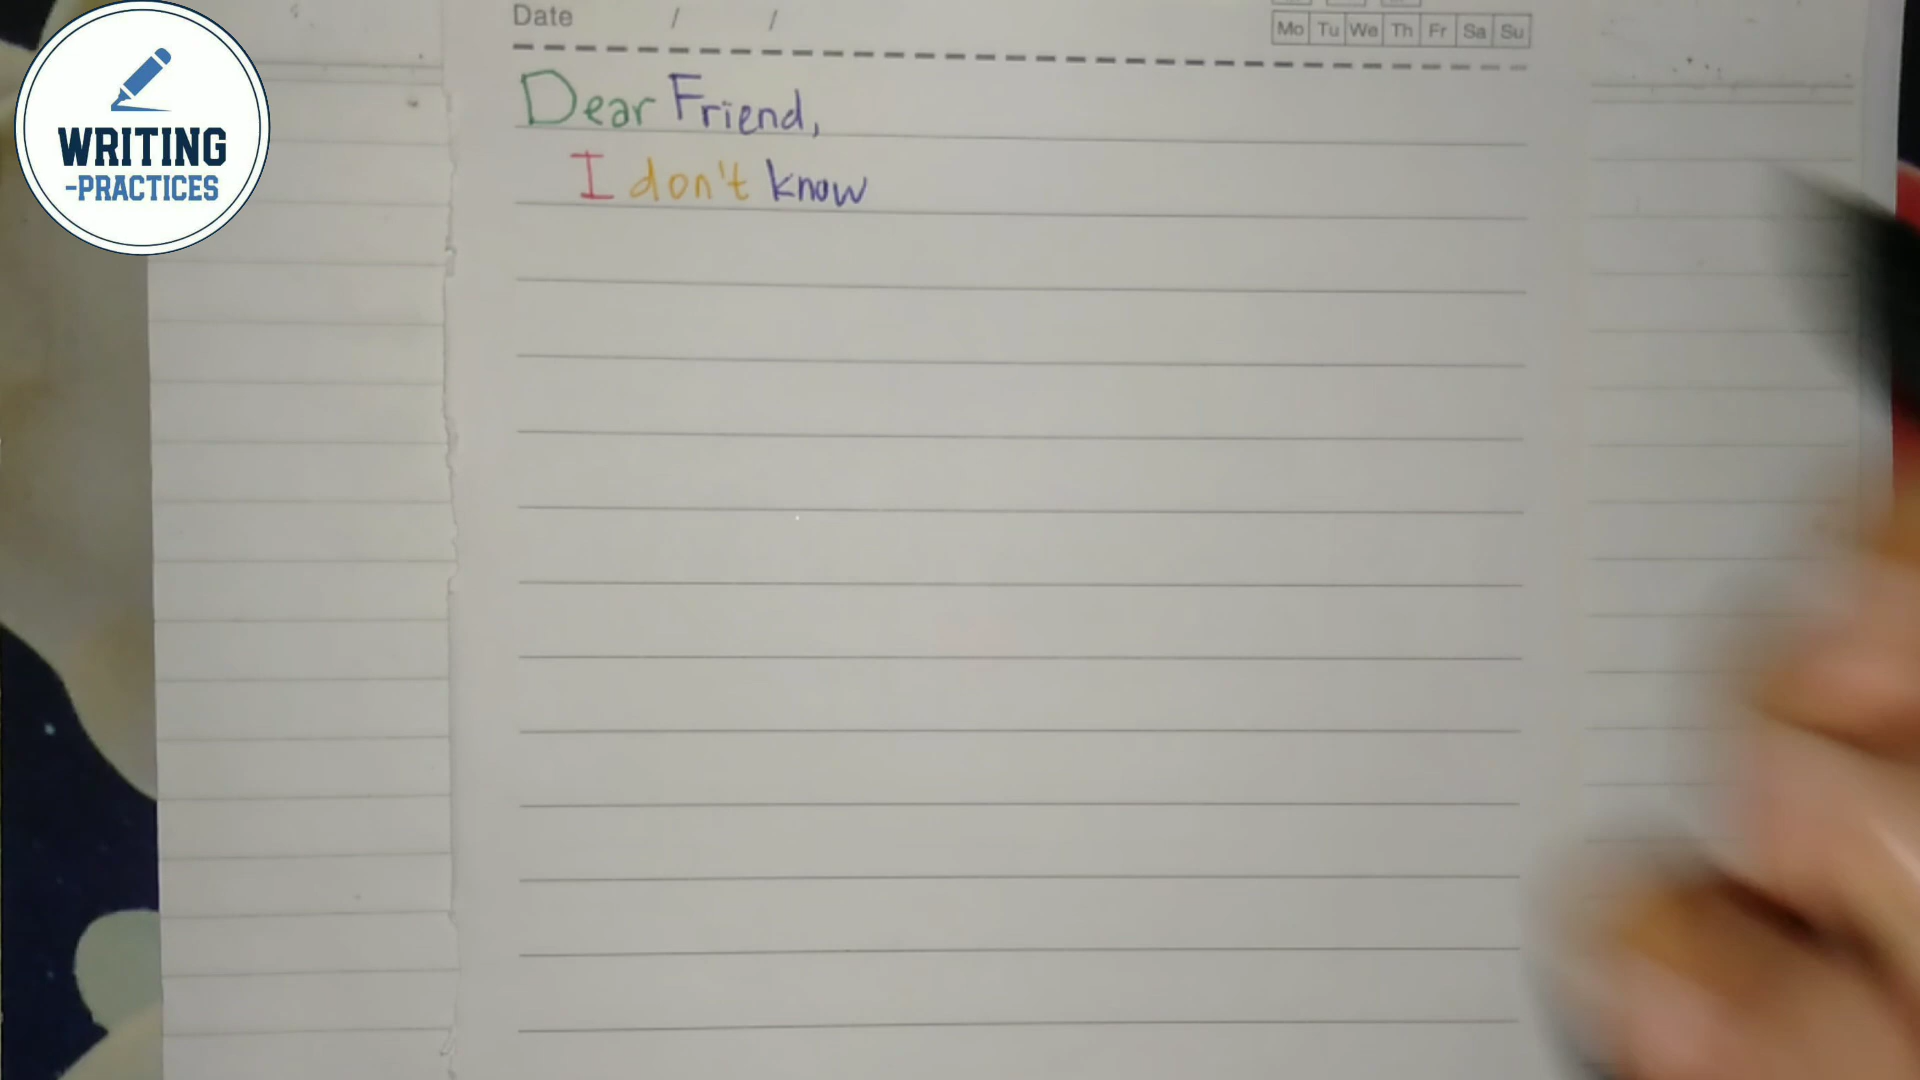 WRITING
-PRACTICES
Date / /
Mo Tu We Th Fr Sa Su
Dear Friend,
I don't know